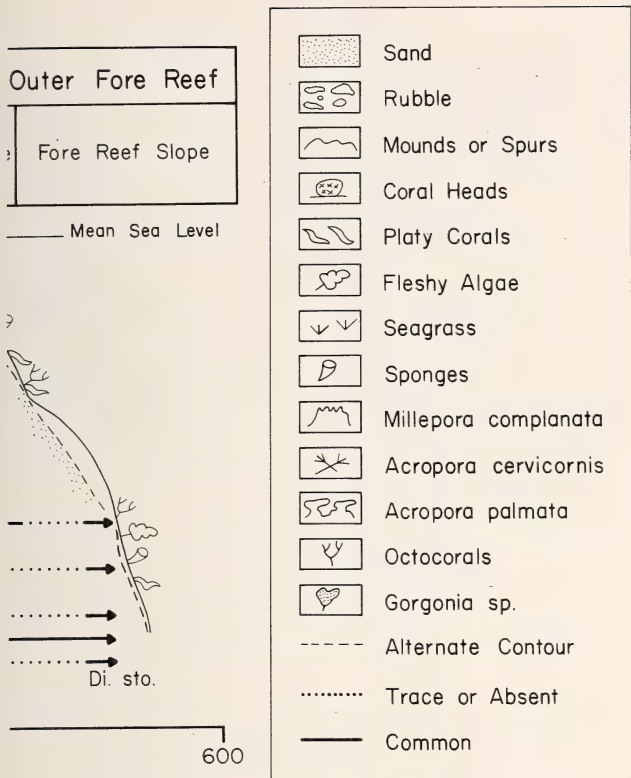 Outer Fore Reef
Fore Reef Slope
Mean Sea Level
Di. sto.
600
Sand
Rubble
Mounds or Spurs
Coral Heads
Platy Corals
Fleshy Algae
Seagrass
Sponges
Millepora complanata
Acropora cervicornis
Acropora palmata
Octocorals
Gorgonia sp.
Alternate Contour
Trace or Absent
Common